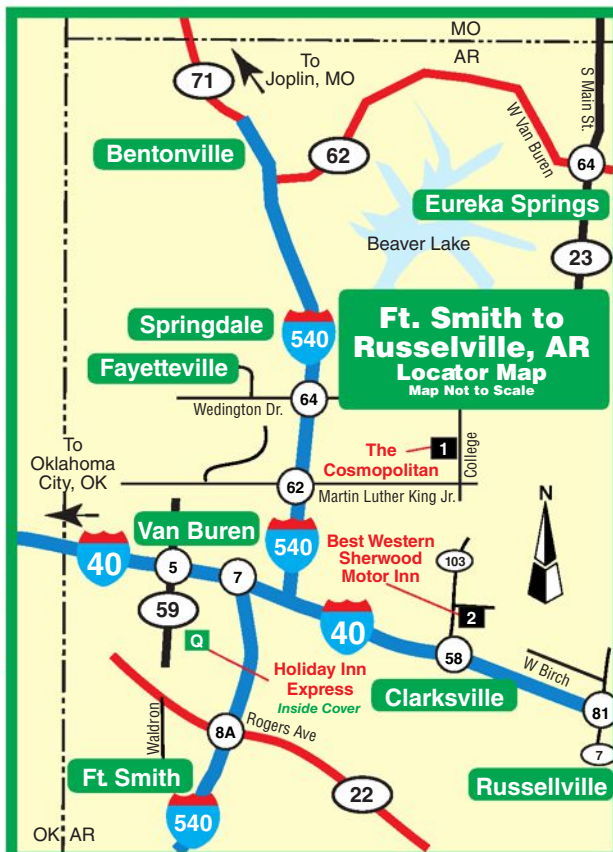 MO
AR
To
Joplin, MO
71
S Main St.
W Van Buren
62
64
Bentonville
Eureka Springs
Beaver Lake
23
Springdale
540
Ft. Smith to
Russelville, AR
Locator Map
Map Not to Scale
Fayetteville
64
Wedington Dr.
The
Cosmopolitan
1
College
To
Oklahoma
City, OK
62
Martin Luther King Jr.
N
Van Buren
540
Best Western
Sherwood
Motor Inn
103
40
5
7
2
59
40
58
Q
W Birch
Holiday Inn
Express
Inside Cover
Clarksville
81
Waldron
8A
Rogers Ave
7
Ft. Smith
22
Russellville
540
OK
AR